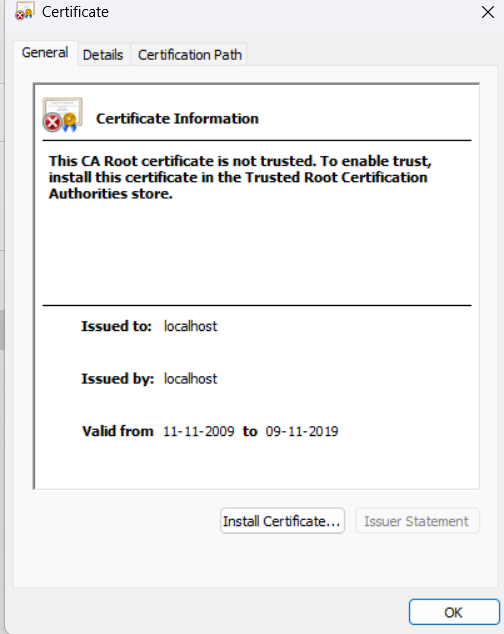 Certificate
General Details Certification Path
Certificate Information
This CA Root certificate is not trusted. To enable trust,
install this certificate in the Trusted Root Certification
Authorities store.
Issued to: localhost
Issued by: localhost
Valid from 11-11-2009 to 09-11-2019
Install Certificate... Issuer Statement
OK